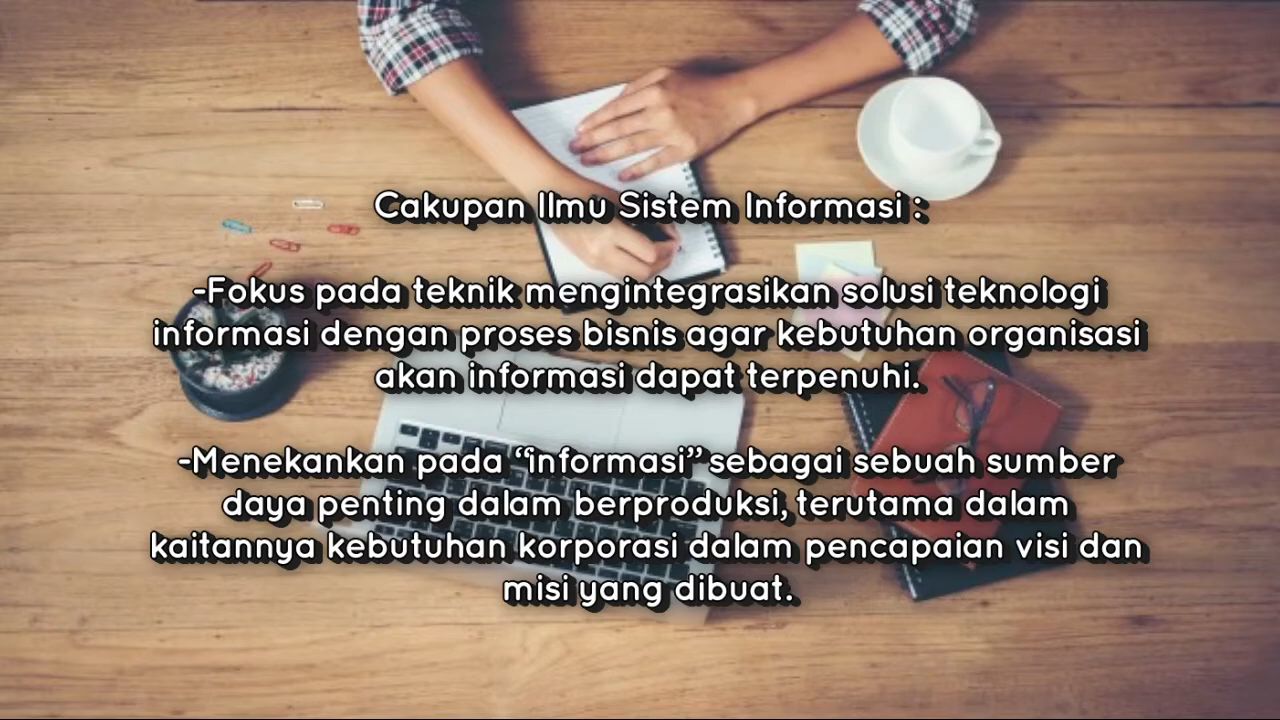 Cakupan Ilmu Sistem Informasi :
-Fokus pada teknik mengintegrasikan solusi teknologi
informasi dengan proses bisnis agar kebutuhan organisasi
akan informasi dapat terpenuhi.
-Menekankan pada “informasi” sebagai sebuah sumber
daya penting dalam berproduksi, terutama dalam
kaitannya kebutuhan korporasi dalam pencapaian visi dan
misi yang dibuat.